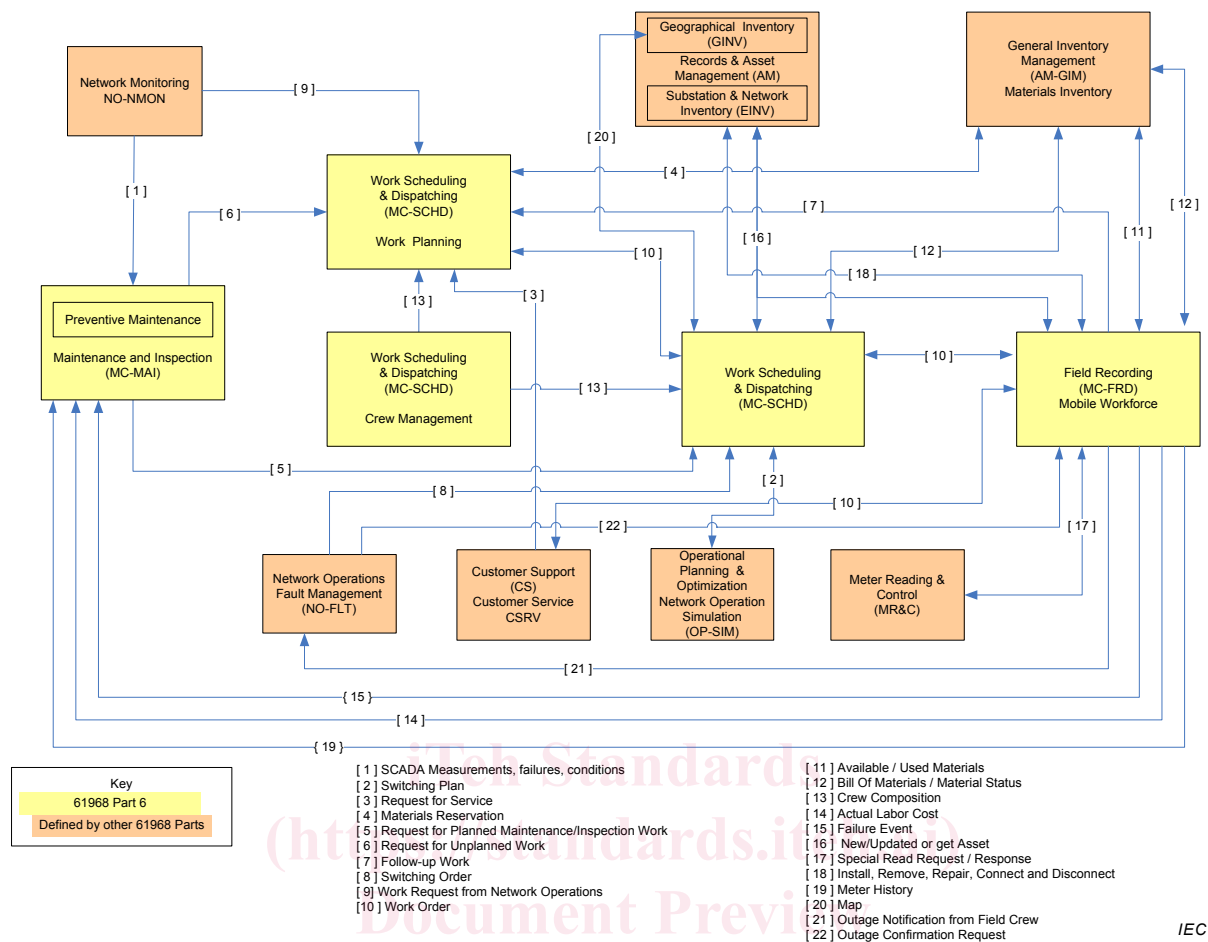 Network Monitoring
NO-NMON
[ 9 ]
[ 1 ]
Geographical Inventory
(GINV)
Records & Asset
Management (AM)
Substation & Network
Inventory (EINV)
General Inventory
Management
(AM-GIM)
Materials Inventory
[ 20 ]
Work Scheduling
& Dispatching
(MC-SCHD)
Work Planning
[ 4 ]
[ 6 ]
[ 7 ]
[ 12 ]
[ 16 ]
[ 11 ]
[ 10 ]
[ 12 ]
[ 18 ]
[ 13 ]
[ 3 ]
Preventive Maintenance
Maintenance and Inspection
(MC-MAI)
Work Scheduling
& Dispatching
(MC-SCHD)
Crew Management
[ 13 ]
Work Scheduling
& Dispatching
(MC-SCHD)
[ 10 ]
Field Recording
(MC-FRD)
Mobile Workforce
[ 5 ]
[ 2 ]
[ 8 ]
[ 10 ]
[ 22 ]
[ 17 ]
Network Operations
Fault Management
(NO-FLT)
Customer Support
(CS)
Customer Service
CSRV
Operational
Planning &
Optimization
Network Operation
Simulation
(OP-SIM)
Meter Reading &
Control
(MR&C)
[ 21 ]
{ 15 }
[ 14 ]
{ 19 }
Key
61968 Part 6
Defined by other 61968 Parts
[ 1 ] SCADA Measurements, failures, conditions
[ 2 ] Switching Plan
[ 3 ] Request for Service
[ 4 ] Materials Reservation
[ 5 ] Request for Planned Maintenance/Inspection Work
[ 6 ] Request for Unplanned Work
[ 7 ] Follow-up Work
[ 8 ] Switching Order
[ 9] Work Request from Network Operations
[10 ] Work Order
[ 11 ] Available / Used Materials
[ 12 ] Bill Of Materials / Material Status
[ 13 ] Crew Composition
[ 14 ] Actual Labor Cost
[ 15 ] Failure Event
[ 16 ] New/Updated or get Asset
[ 17 ] Special Read Request / Response
[ 18 ] Install, Remove, Repair, Connect and Disconnect
[ 19 ] Meter History
[ 20 ] Map
[ 21 ] Outage Notification from Field Crew
[ 22 ] Outage Confirmation Request
iTeh Standards
Document Preview
IEC